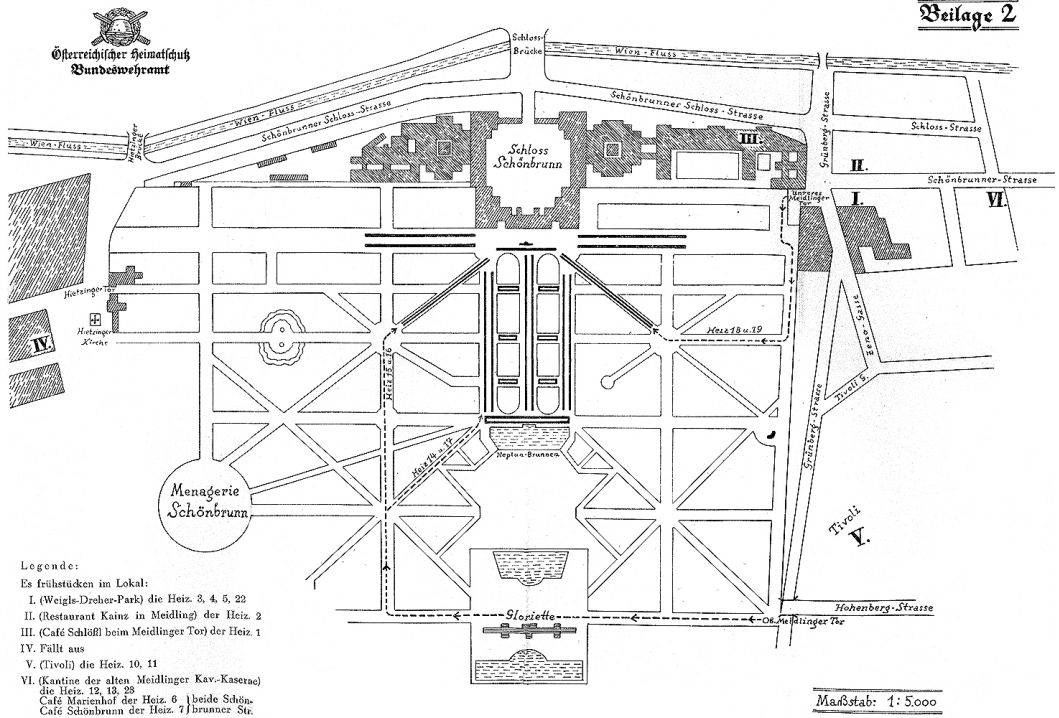 Beilage 2
Österreichischer Heimatschutz
Bundeswehramt
Schloss-
Brücke
Wien-Fluss
Wien-Fluss
Wien-Fluss
Hietzinger
Brücke
Schönbrunner Schloss-Strasse
Schönbrunner Schloss-Strasse
Grünberg-Strasse
Schloss-Strasse
III.
II.
Schloss
Schönbrunn
Schönbrunner-Strasse
Unteres
Meidlinger
Tor
I.
VI.
Hietzinger Tor
Hietzinger
Kirche
IV.
Heiz 15 u. 16
Heiz 18 u. 19
Zeno-Gasse
Tivoli G.
Grünberg-Strasse
Heiz 14 u. 17
Neptun-Brunnen
Menagerie
Schönbrunn
Tivoli
V.
Gloriette
Ob. Meidlinger Tor
Hohenberg-Strasse
Legende:
Es frühstücken im Lokal:
I. (Weigls-Dreher-Park) die Heiz. 3, 4, 5, 22
II. (Restaurant Kainz in Meidling) der Heiz. 2
III. (Café Schlößl beim Meidlinger Tor) der Heiz. 1
IV. Fällt aus
V. (Tivoli) die Heiz. 10, 11
VI. (Kantine der alten Meidlinger Kav.-Kaserne)
die Heiz. 12, 13, 23
Café Marienhof der Heiz. 6 } beide Schön-
Café Schönbrunn der Heiz. 7 } brunner Str.
Maßstab: 1:5.000